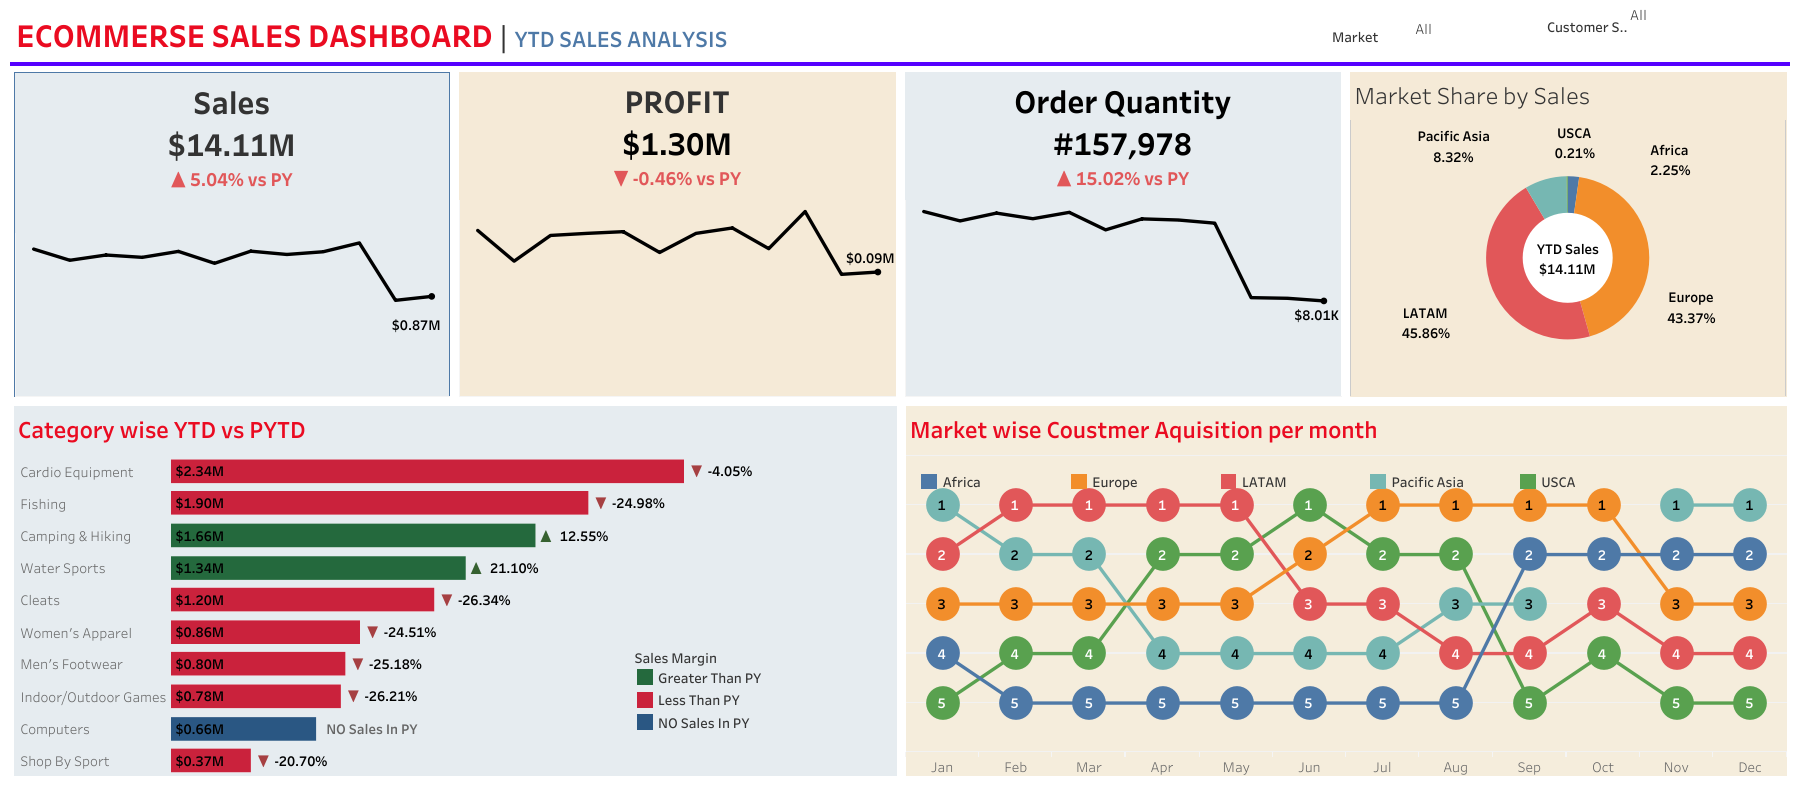 ECOMMERSE SALES DASHBOARD | YTD SALES ANALYSIS
Market
All
Customer S..
All
Sales
$14.11M
▲ 5.04% vs PY
$0.87M
PROFIT
$1.30M
▼ -0.46% vs PY
$0.09M
Order Quantity
#157,978
▲ 15.02% vs PY
$8.01K
Market Share by Sales
Pacific Asia
8.32%
USCA
0.21%
Africa
2.25%
YTD Sales
$14.11M
Europe
43.37%
LATAM
45.86%
Category wise YTD vs PYTD
Cardio Equipment $2.34M ▼ -4.05%
Fishing $1.90M ▼ -24.98%
Camping & Hiking $1.66M ▲ 12.55%
Water Sports $1.34M ▲ 21.10%
Cleats $1.20M ▼ -26.34%
Women's Apparel $0.86M ▼ -24.51%
Men's Footwear $0.80M ▼ -25.18%
Indoor/Outdoor Games $0.78M ▼ -26.21%
Computers $0.66M NO Sales In PY
Shop By Sport $0.37M ▼ -20.70%
Sales Margin
Greater Than PY
Less Than PY
NO Sales In PY
Market wise Coustmer Aquisition per month
Africa Europe LATAM Pacific Asia USCA
1 1 1 1 1 1 1 1 1 1 1 1
2 2 2 2 2 2 2 2 2 2 2 2
3 3 3 3 3 3 3 3 3 3 3 3
4 4 4 4 4 4 4 4 4 4 4 4
5 5 5 5 5 5 5 5 5 5 5
Jan Feb Mar Apr May Jun Jul Aug Sep Oct Nov Dec